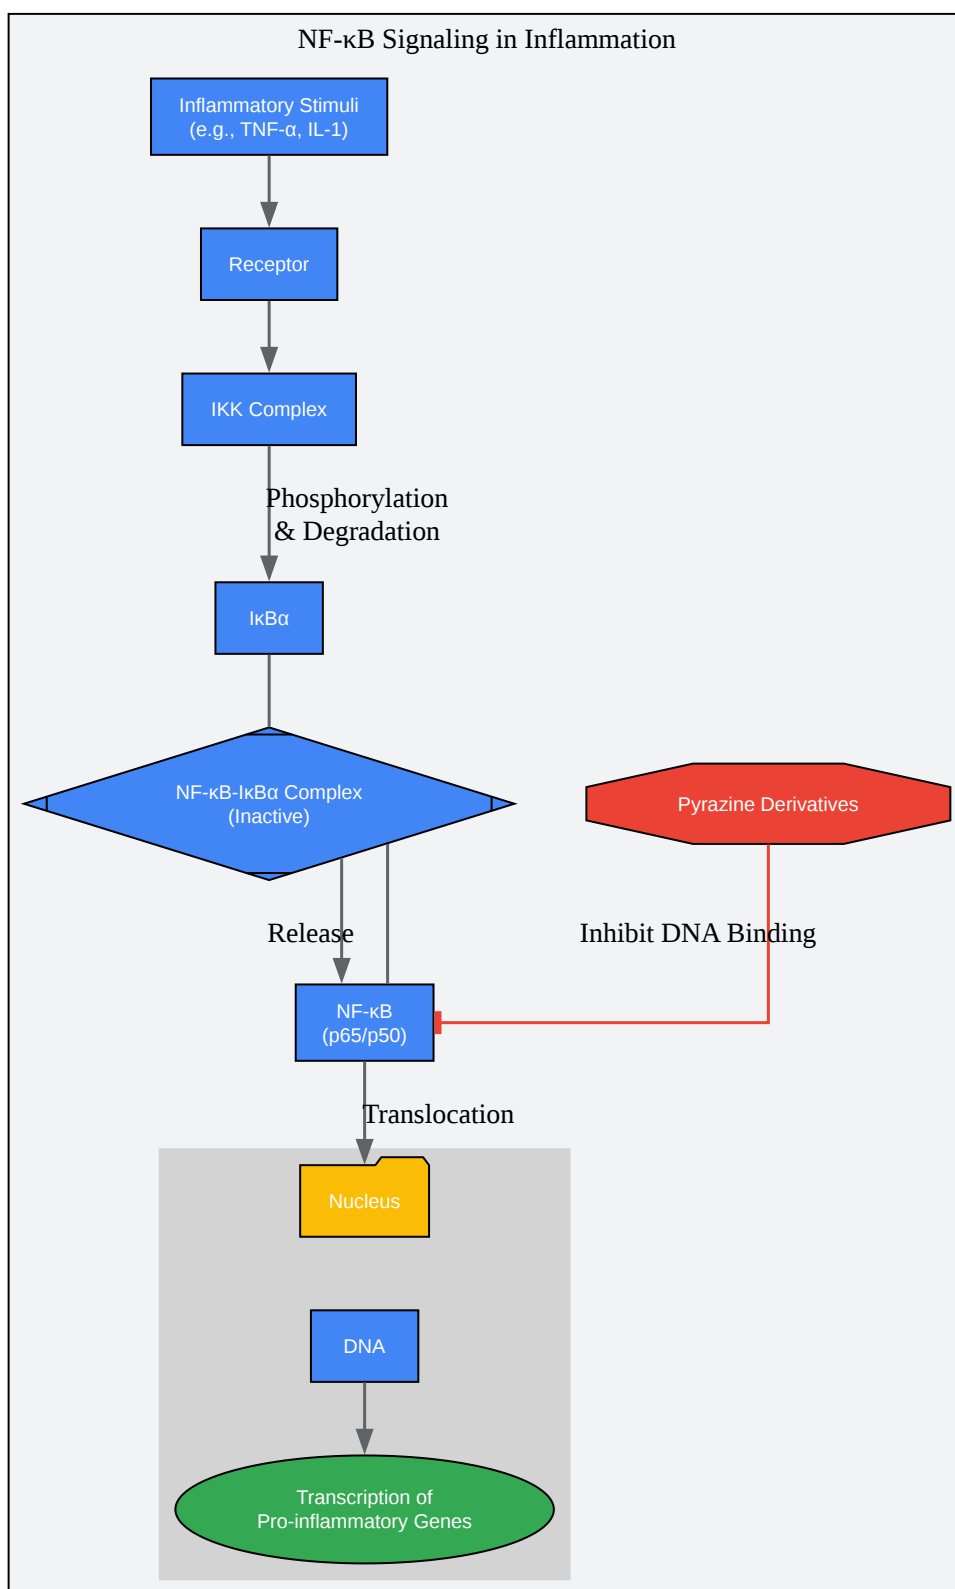 NF-κB Signaling in Inflammation
Inflammatory Stimuli
(e.g., TNF-α, IL-1)
Receptor
IKK Complex
Phosphorylation
& Degradation
IκBα
NF-κB-IκBα Complex
(Inactive)
Pyrazine Derivatives
Release
Inhibit DNA Binding
NF-κB
(p65/p50)
Translocation
Nucleus
DNA
Transcription of
Pro-inflammatory Genes